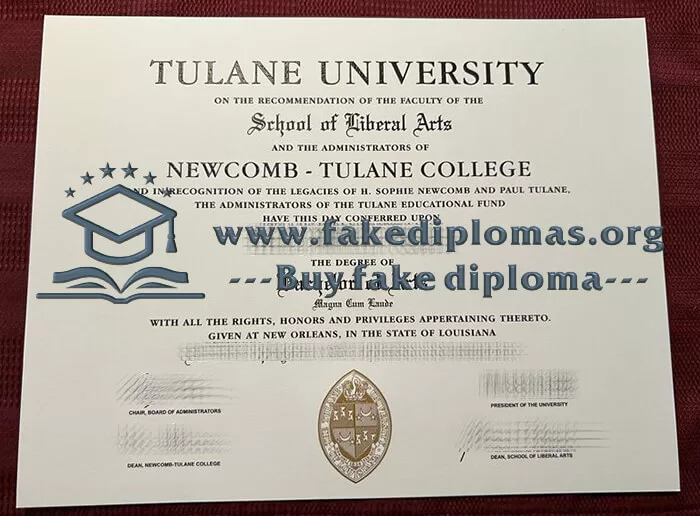 TULANE UNIVERSITY
ON THE RECOMMENDATION OF THE FACULTY OF THE
School of Liberal Arts
AND THE ADMINISTRATORS OF
NEWCOMB - TULANE COLLEGE
AND IN RECOGNITION OF THE LEGACIES OF H. SOPHIE NEWCOMB AND PAUL TULANE,
THE ADMINISTRATORS OF THE TULANE EDUCATIONAL FUND
HAVE THIS DAY CONFERRED UPON
www.fakediplomas.org
THE DEGREE OF
---Buy fake diploma---
Bachelor of Arts
Magna Cum Laude
WITH ALL THE RIGHTS, HONORS AND PRIVILEGES APPERTAINING THERETO.
GIVEN AT NEW ORLEANS, IN THE STATE OF LOUISIANA
CHAIR, BOARD OF ADMINISTRATORS
PRESIDENT OF THE UNIVERSITY
DEAN, NEWCOMB-TULANE COLLEGE
DEAN, SCHOOL OF LIBERAL ARTS